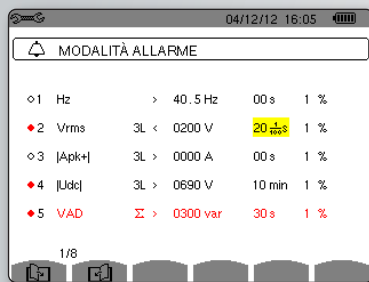 04/12/12 16:05
MODALITÀ ALLARME
1 Hz > 40.5 Hz 00 s 1 %
2 Vrms 3L < 0200 V 20 1/100 s 1 %
3 |Apk+| 3L > 0000 A 00 s 1 %
4 |Udc| 3L > 0690 V 10 min 1 %
5 VAD Σ > 0300 var 30 s 1 %
1/8